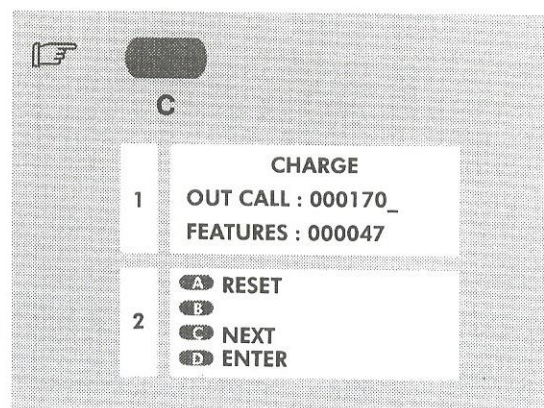 C
1
CHARGE
OUT CALL : 000170_
FEATURES : 000047
2
A RESET
B
C NEXT
D ENTER